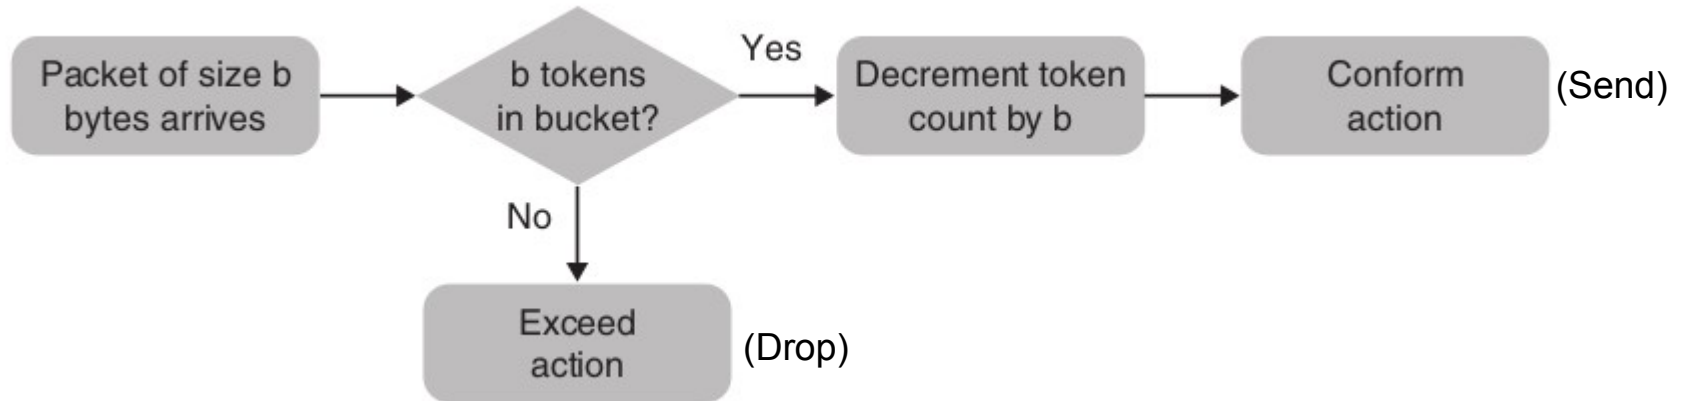 Packet of size b
bytes arrives
b tokens
in bucket?
Yes
Decrement token
count by b
Conform
action
(Send)
No
Exceed
action
(Drop)